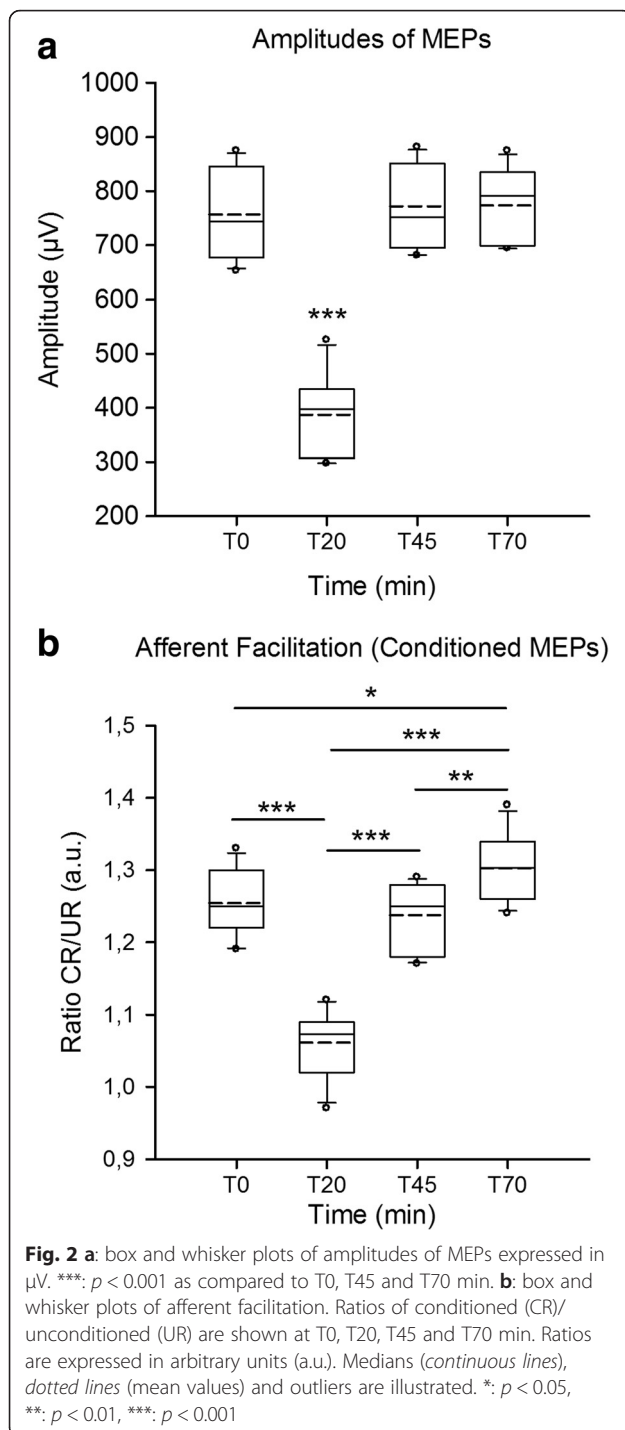 a
Amplitudes of MEPs
1000
900
800
700
600
500
400
300
200
Amplitude (µV)
***
T0 T20 T45 T70
Time (min)
b
Afferent Facilitation (Conditioned MEPs)
*
***
**
***
***
1,5
1,4
1,3
1,2
1,1
1,0
0,9
Ratio CR/UR (a.u.)
T0 T20 T45 T70
Time (min)
Fig. 2 a: box and whisker plots of amplitudes of MEPs expressed in
µV. ***: p < 0.001 as compared to T0, T45 and T70 min. b: box and
whisker plots of afferent facilitation. Ratios of conditioned (CR)/
unconditioned (UR) are shown at T0, T20, T45 and T70 min. Ratios
are expressed in arbitrary units (a.u.). Medians (continuous lines),
dotted lines (mean values) and outliers are illustrated. *: p < 0.05,
**: p < 0.01, ***: p < 0.001